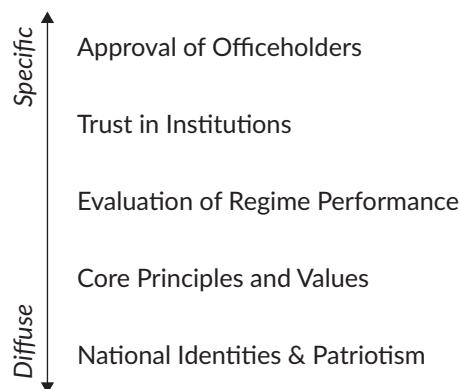 Specific
Approval of Officeholders
Trust in Institutions
Evaluation of Regime Performance
Core Principles and Values
Diffuse
National Identities & Patriotism